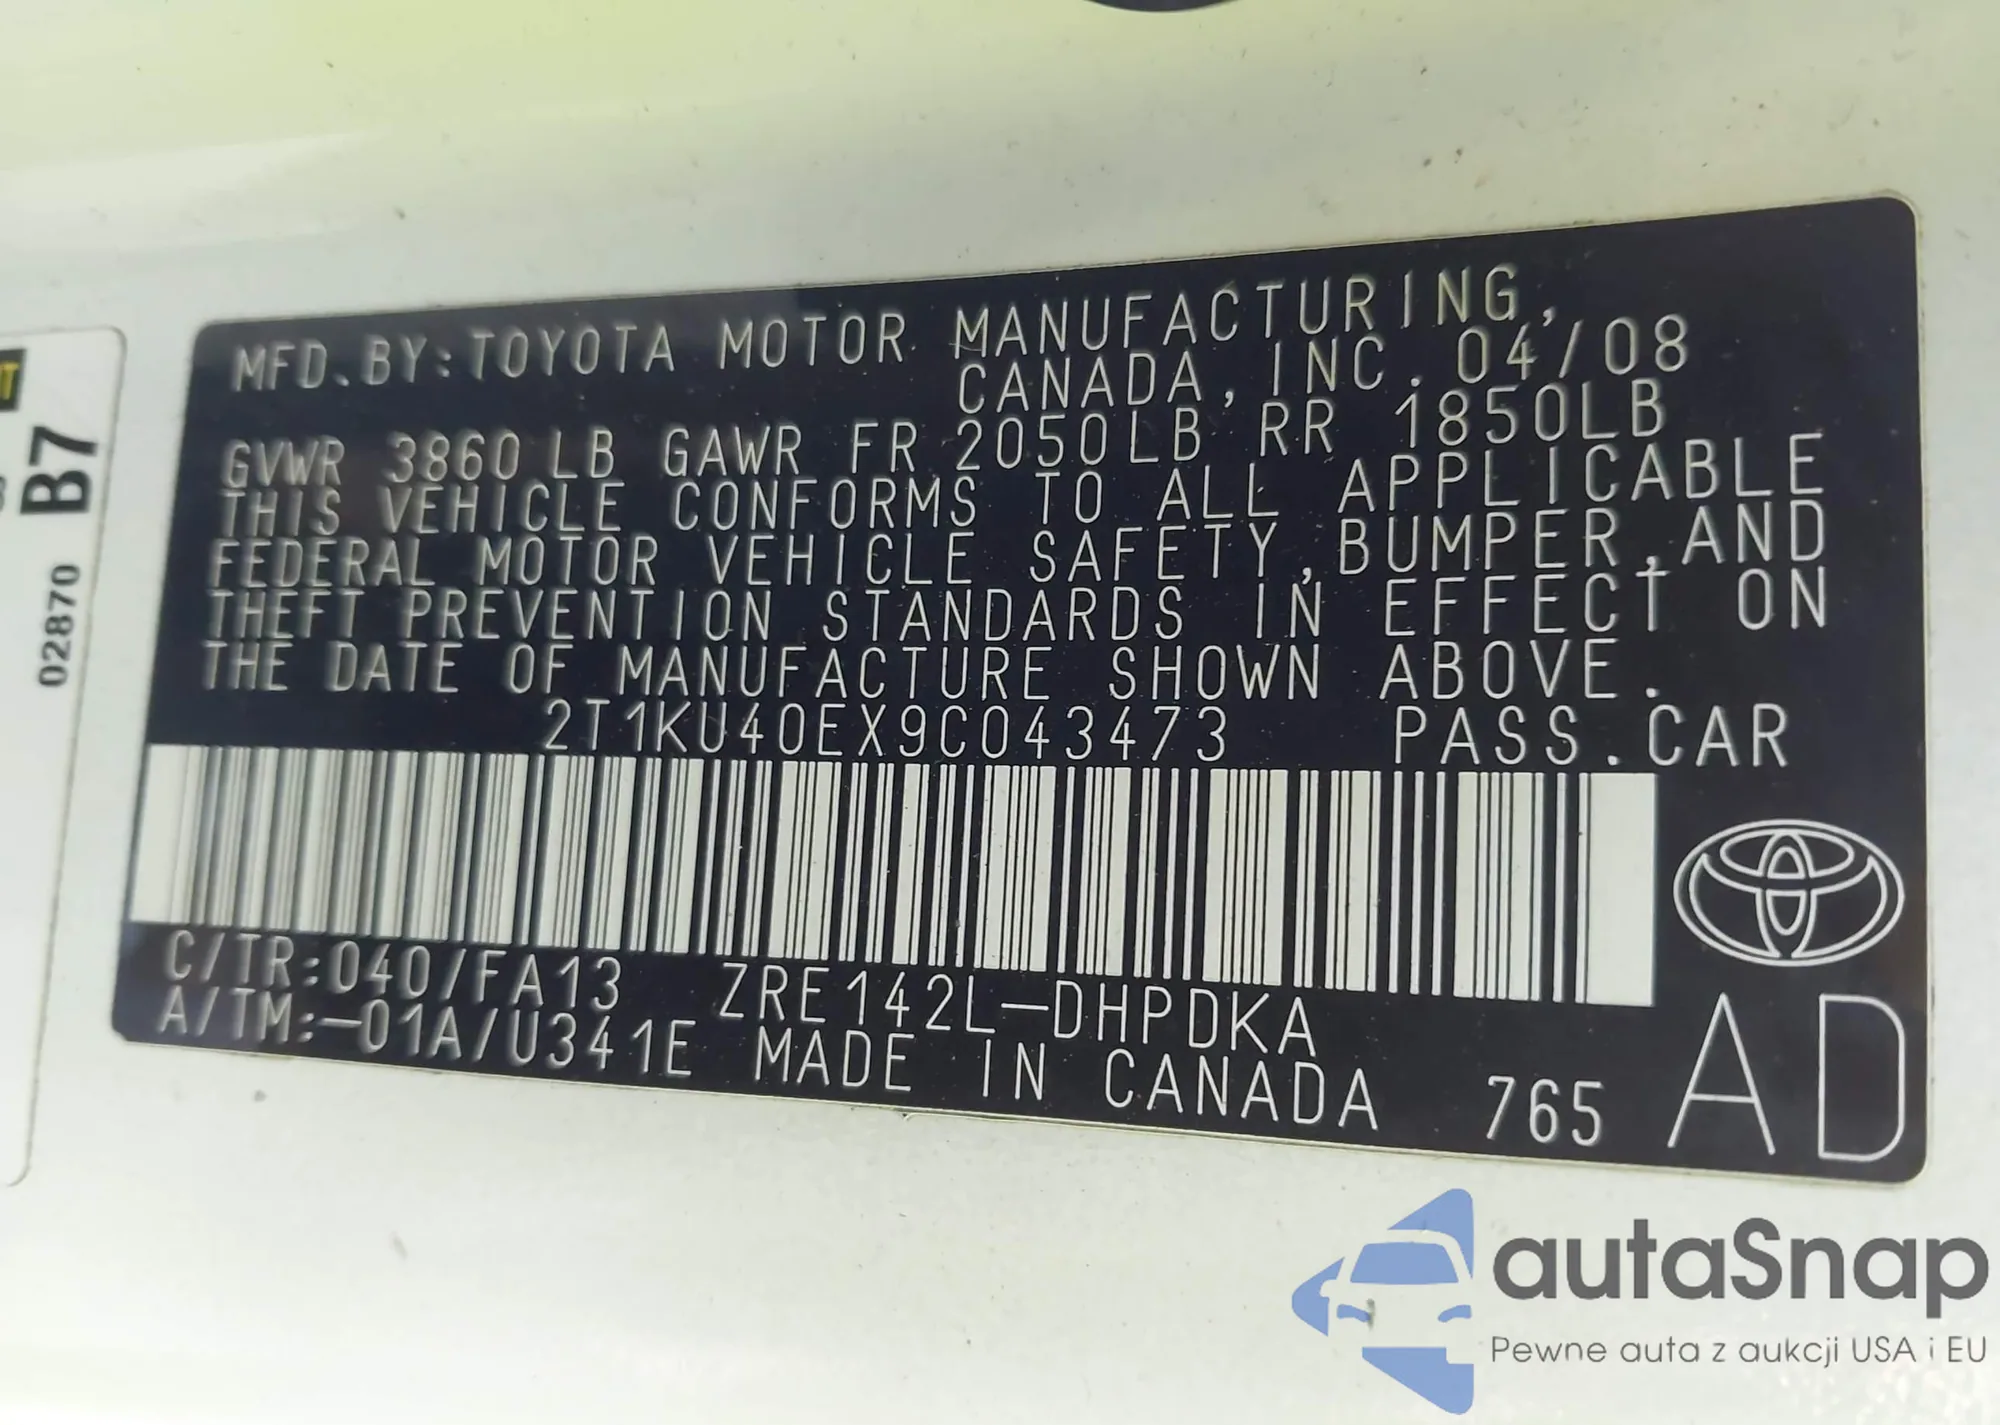 MFD. BY: TOYOTA MOTOR MANUFACTURING,
CANADA, INC. 04/08
GVWR 3860 LB GAWR FR 2050LB RR 1850LB
THIS VEHICLE CONFORMS TO ALL APPLICABLE
FEDERAL MOTOR VEHICLE SAFETY, BUMPER, AND
THEFT PREVENTION STANDARDS IN EFFECT ON
THE DATE OF MANUFACTURE SHOWN ABOVE.
2T1KU40EX9C043473 PASS. CAR
C/TR:040/FA13 ZRE142L-DHPDKA
A/TM:-01A/U341E MADE IN CANADA 765 AD
B7
02870
autoSnap
Pewne auta z aukcji USA i EU